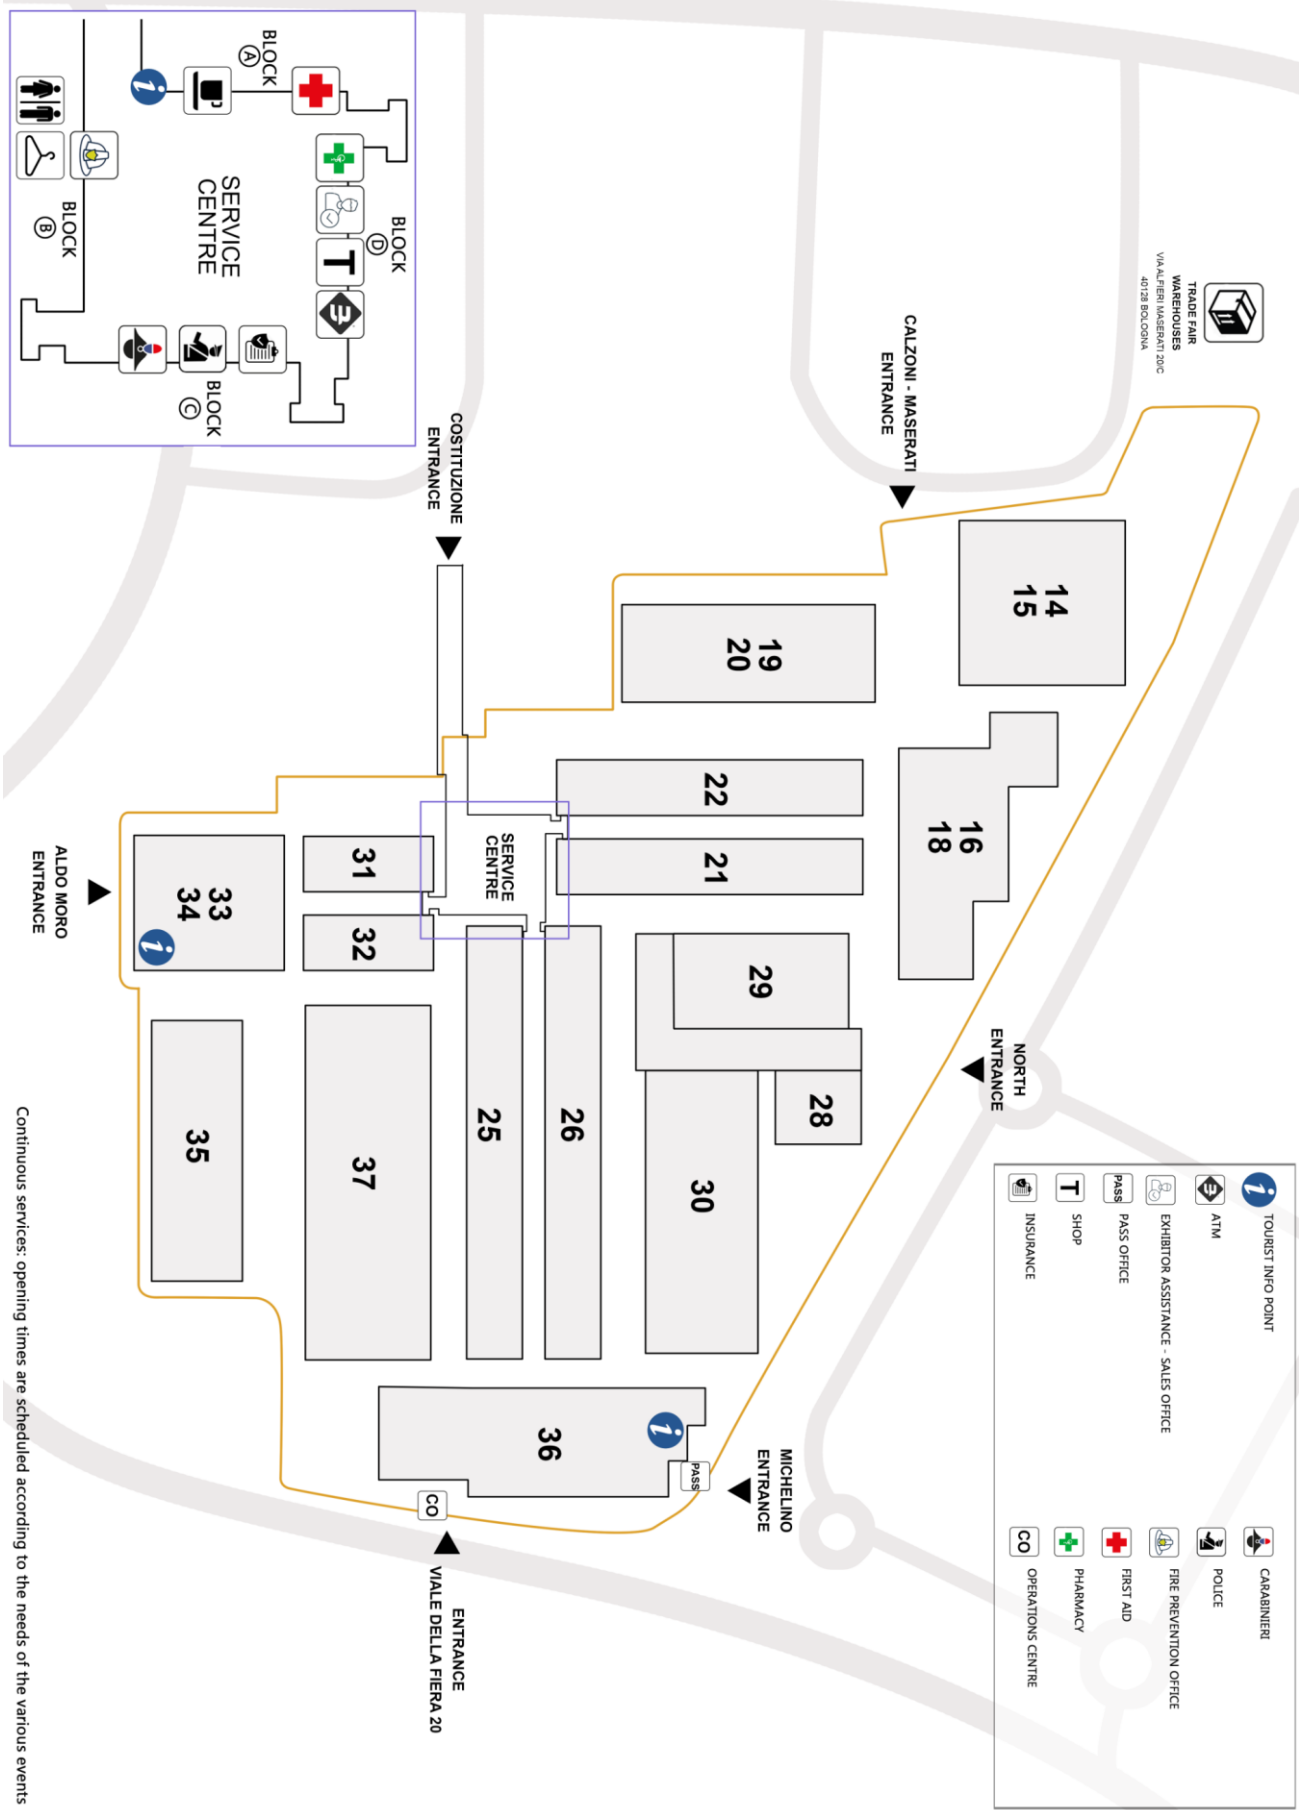 BLOCK
A
BLOCK
D
SERVICE
CENTRE
BLOCK
B
BLOCK
C
T
i
TRADE FAIR
WAREHOUSES
VIA ALFIERI MASERATI 20/C
40128 BOLOGNA
CALZONI - MASERATI
ENTRANCE
COSTITUZIONE
ENTRANCE
14
15
19
20
16
18
22
21
SERVICE
CENTRE
31
32
33
34
i
ALDO MORO
ENTRANCE
29
28
30
26
25
37
35
NORTH
ENTRANCE
36
i
PASS
CO
MICHELINO
ENTRANCE
ENTRANCE
VIALE DELLA FIERA 20
i TOURIST INFO POINT
ATM
EXHIBITOR ASSISTANCE - SALES OFFICE
PASS PASS OFFICE
T SHOP
INSURANCE
CARABINIERI
POLICE
FIRE PREVENTION OFFICE
FIRST AID
PHARMACY
CO OPERATIONS CENTRE
Continuous services: opening times are scheduled according to the needs of the various events